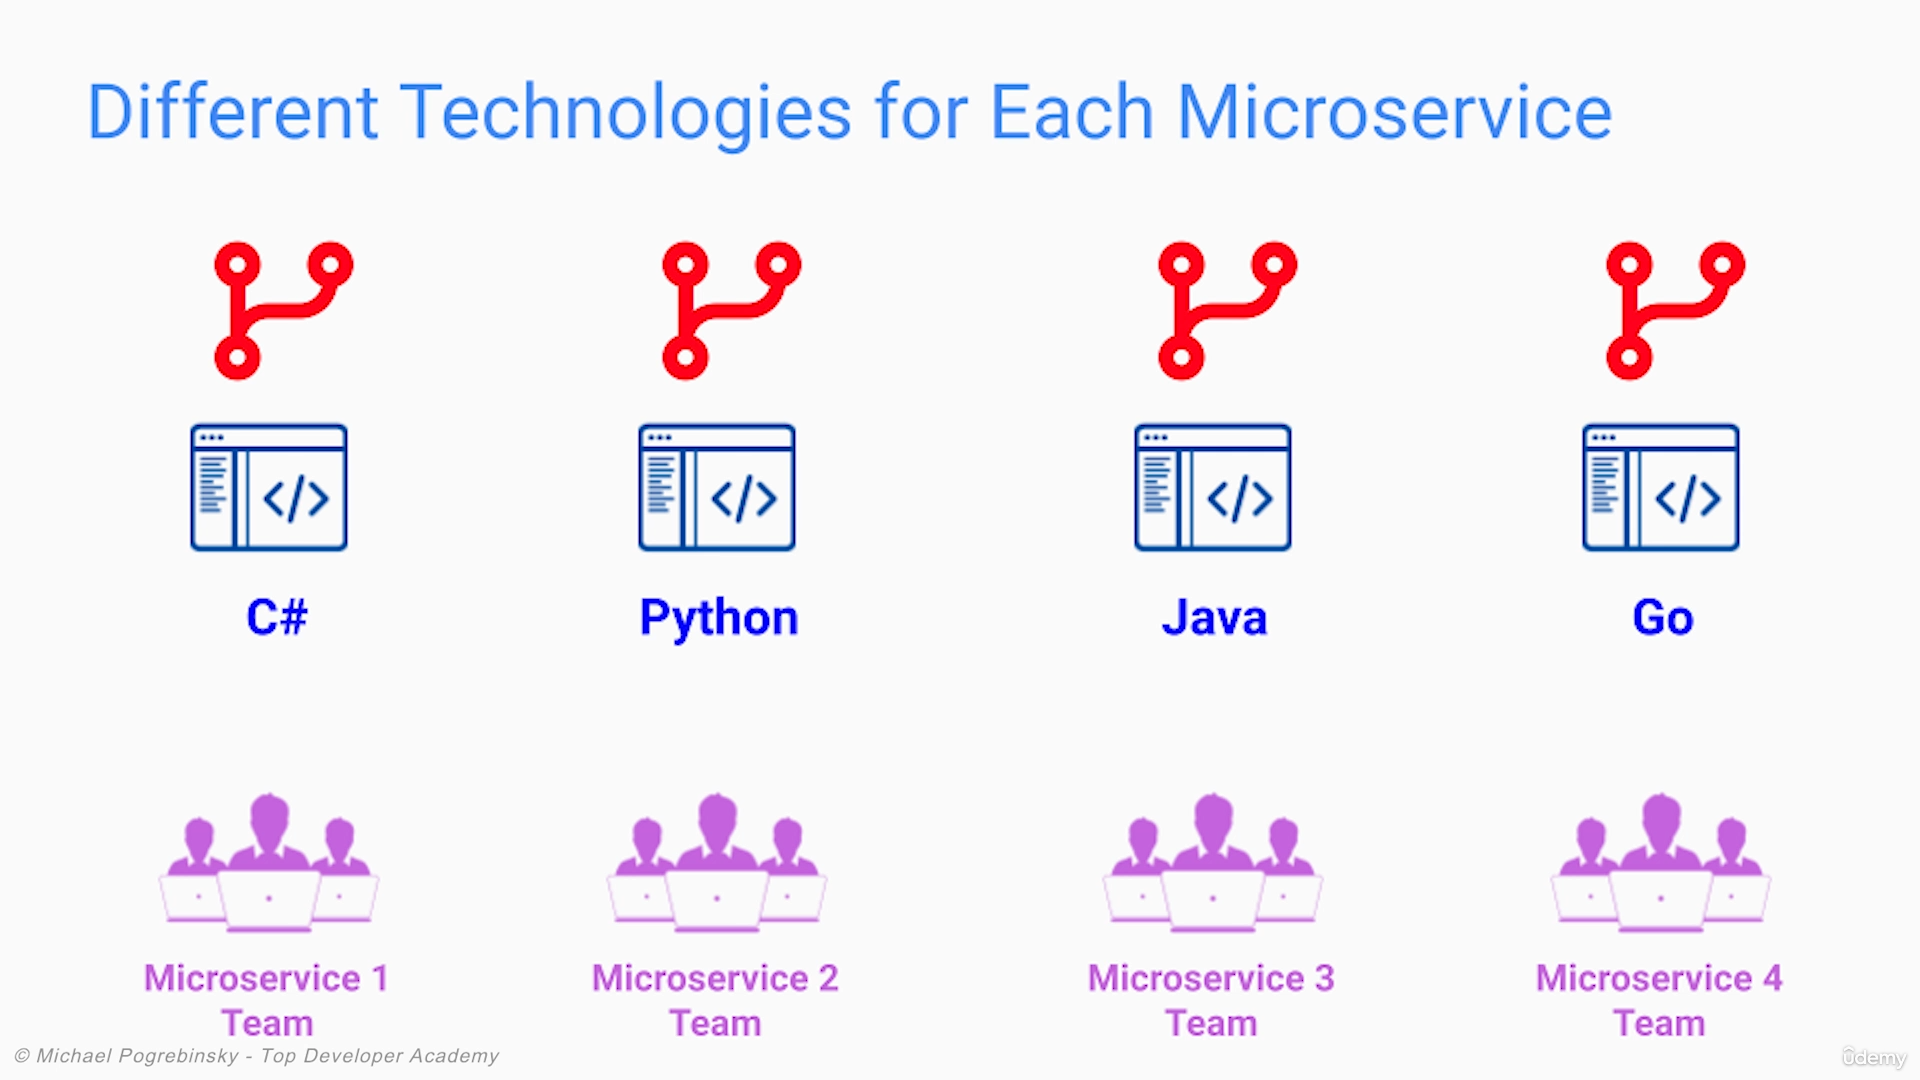 Different Technologies for Each Microservice
</>
</>
</>
</>
C#
Python
Java
Go
Microservice 1
Team
Microservice 2
Team
Microservice 3
Team
Microservice 4
Team
© Michael Pogrebinsky - Top Developer Academy
ûdemy